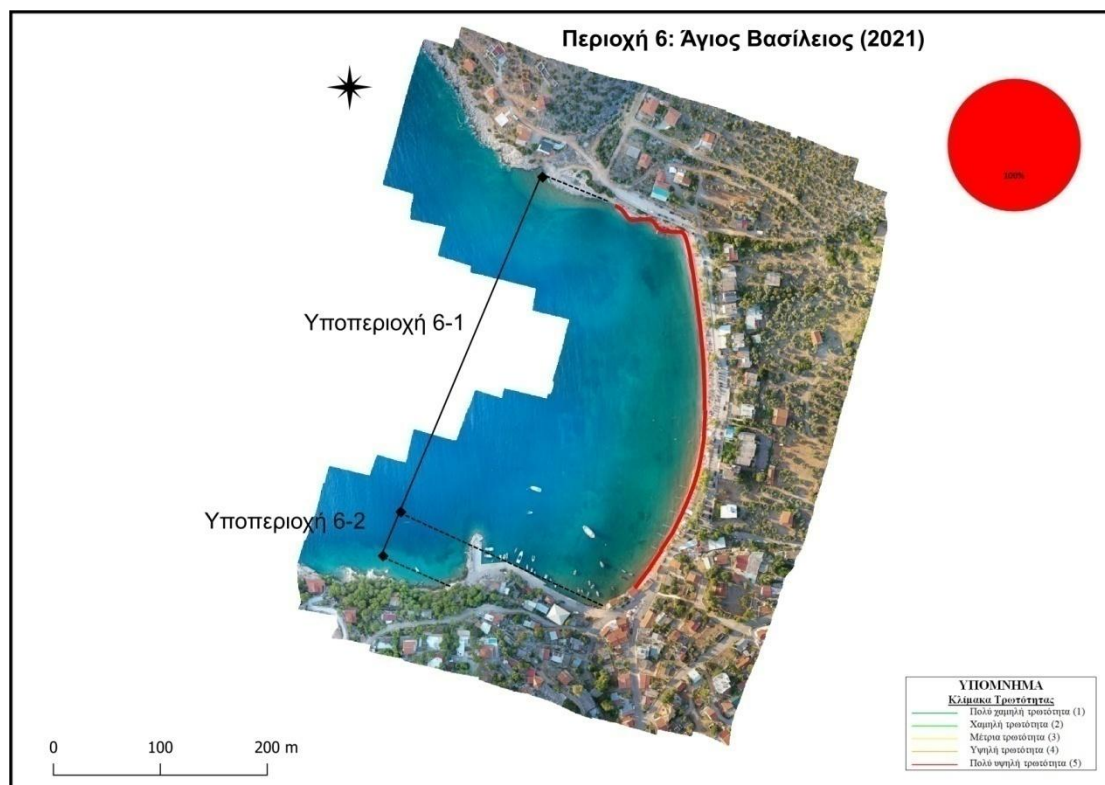 Περιοχή 6: Άγιος Βασίλειος (2021)
100%
Υποπεριοχή 6-1
Υποπεριοχή 6-2
ΥΠΟΜΝΗΜΑ
Κλίμακα Τρωτότητας
Πολύ χαμηλή τρωτότητα (1)
Χαμηλή τρωτότητα (2)
Μέτρια τρωτότητα (3)
Υψηλή τρωτότητα (4)
Πολύ υψηλή τρωτότητα (5)
0 100 200 m